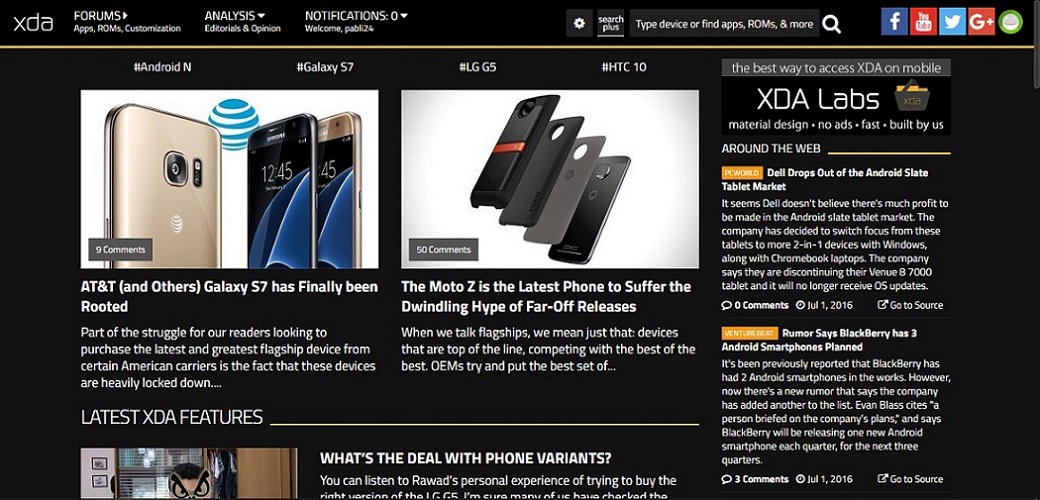 xda
FORUMS
Apps, ROMs, Customization
ANALYSIS
Editorials & Opinion
NOTIFICATIONS: 0
Welcome, pabli24
search
plus
Type device or find apps, ROMs, & more
f
You
Tube
G+
#Android N
#Galaxy S7
#LG G5
#HTC 10
12:45
12:45
AT&T
9 Comments
50 Comments
AT&T (and Others) Galaxy S7 has Finally been
Rooted
Part of the struggle for our readers looking to
purchase the latest and greatest flagship device from
certain American carriers is the fact that these devices
are heavily locked down....
The Moto Z is the Latest Phone to Suffer the
Dwindling Hype of Far-Off Releases
When we talk flagships, we mean just that: devices
that are top of the line, competing with the best of the
best. OEMs try and put the best set of...
LATEST XDA FEATURES
WHAT'S THE DEAL WITH PHONE VARIANTS?
You can listen to Rawad's personal experience of trying to buy the
right version of the LG G5. I'm sure many of us have checked the
the best way to access XDA on mobile
XDA Labs
xda
material design • no ads • fast • built by us
AROUND THE WEB
PCWORLD Dell Drops Out of the Android Slate
Tablet Market
It seems Dell doesn't believe there's much profit to
be made in the Android slate tablet market. The
company has decided to switch focus from these
tablets to more 2-in-1 devices with Windows,
along with Chromebook laptops. The company
says they are discontinuing their Venue 8 7000
tablet and it will no longer receive OS updates.
0 Comments Jul 1, 2016 Go to Source
VENTUREBEAT Rumor Says BlackBerry has 3
Android Smartphones Planned
It's been previously reported that BlackBerry has
had 2 Android smartphones in the works. However,
now there's a new rumor that says the company
has added another to the list. Evan Blass cites "a
person briefed on the company's plans," and says
BlackBerry will be releasing one new Android
smartphone each quarter, for the next three
quarters.
3 Comments Jul 1, 2016 Go to Source